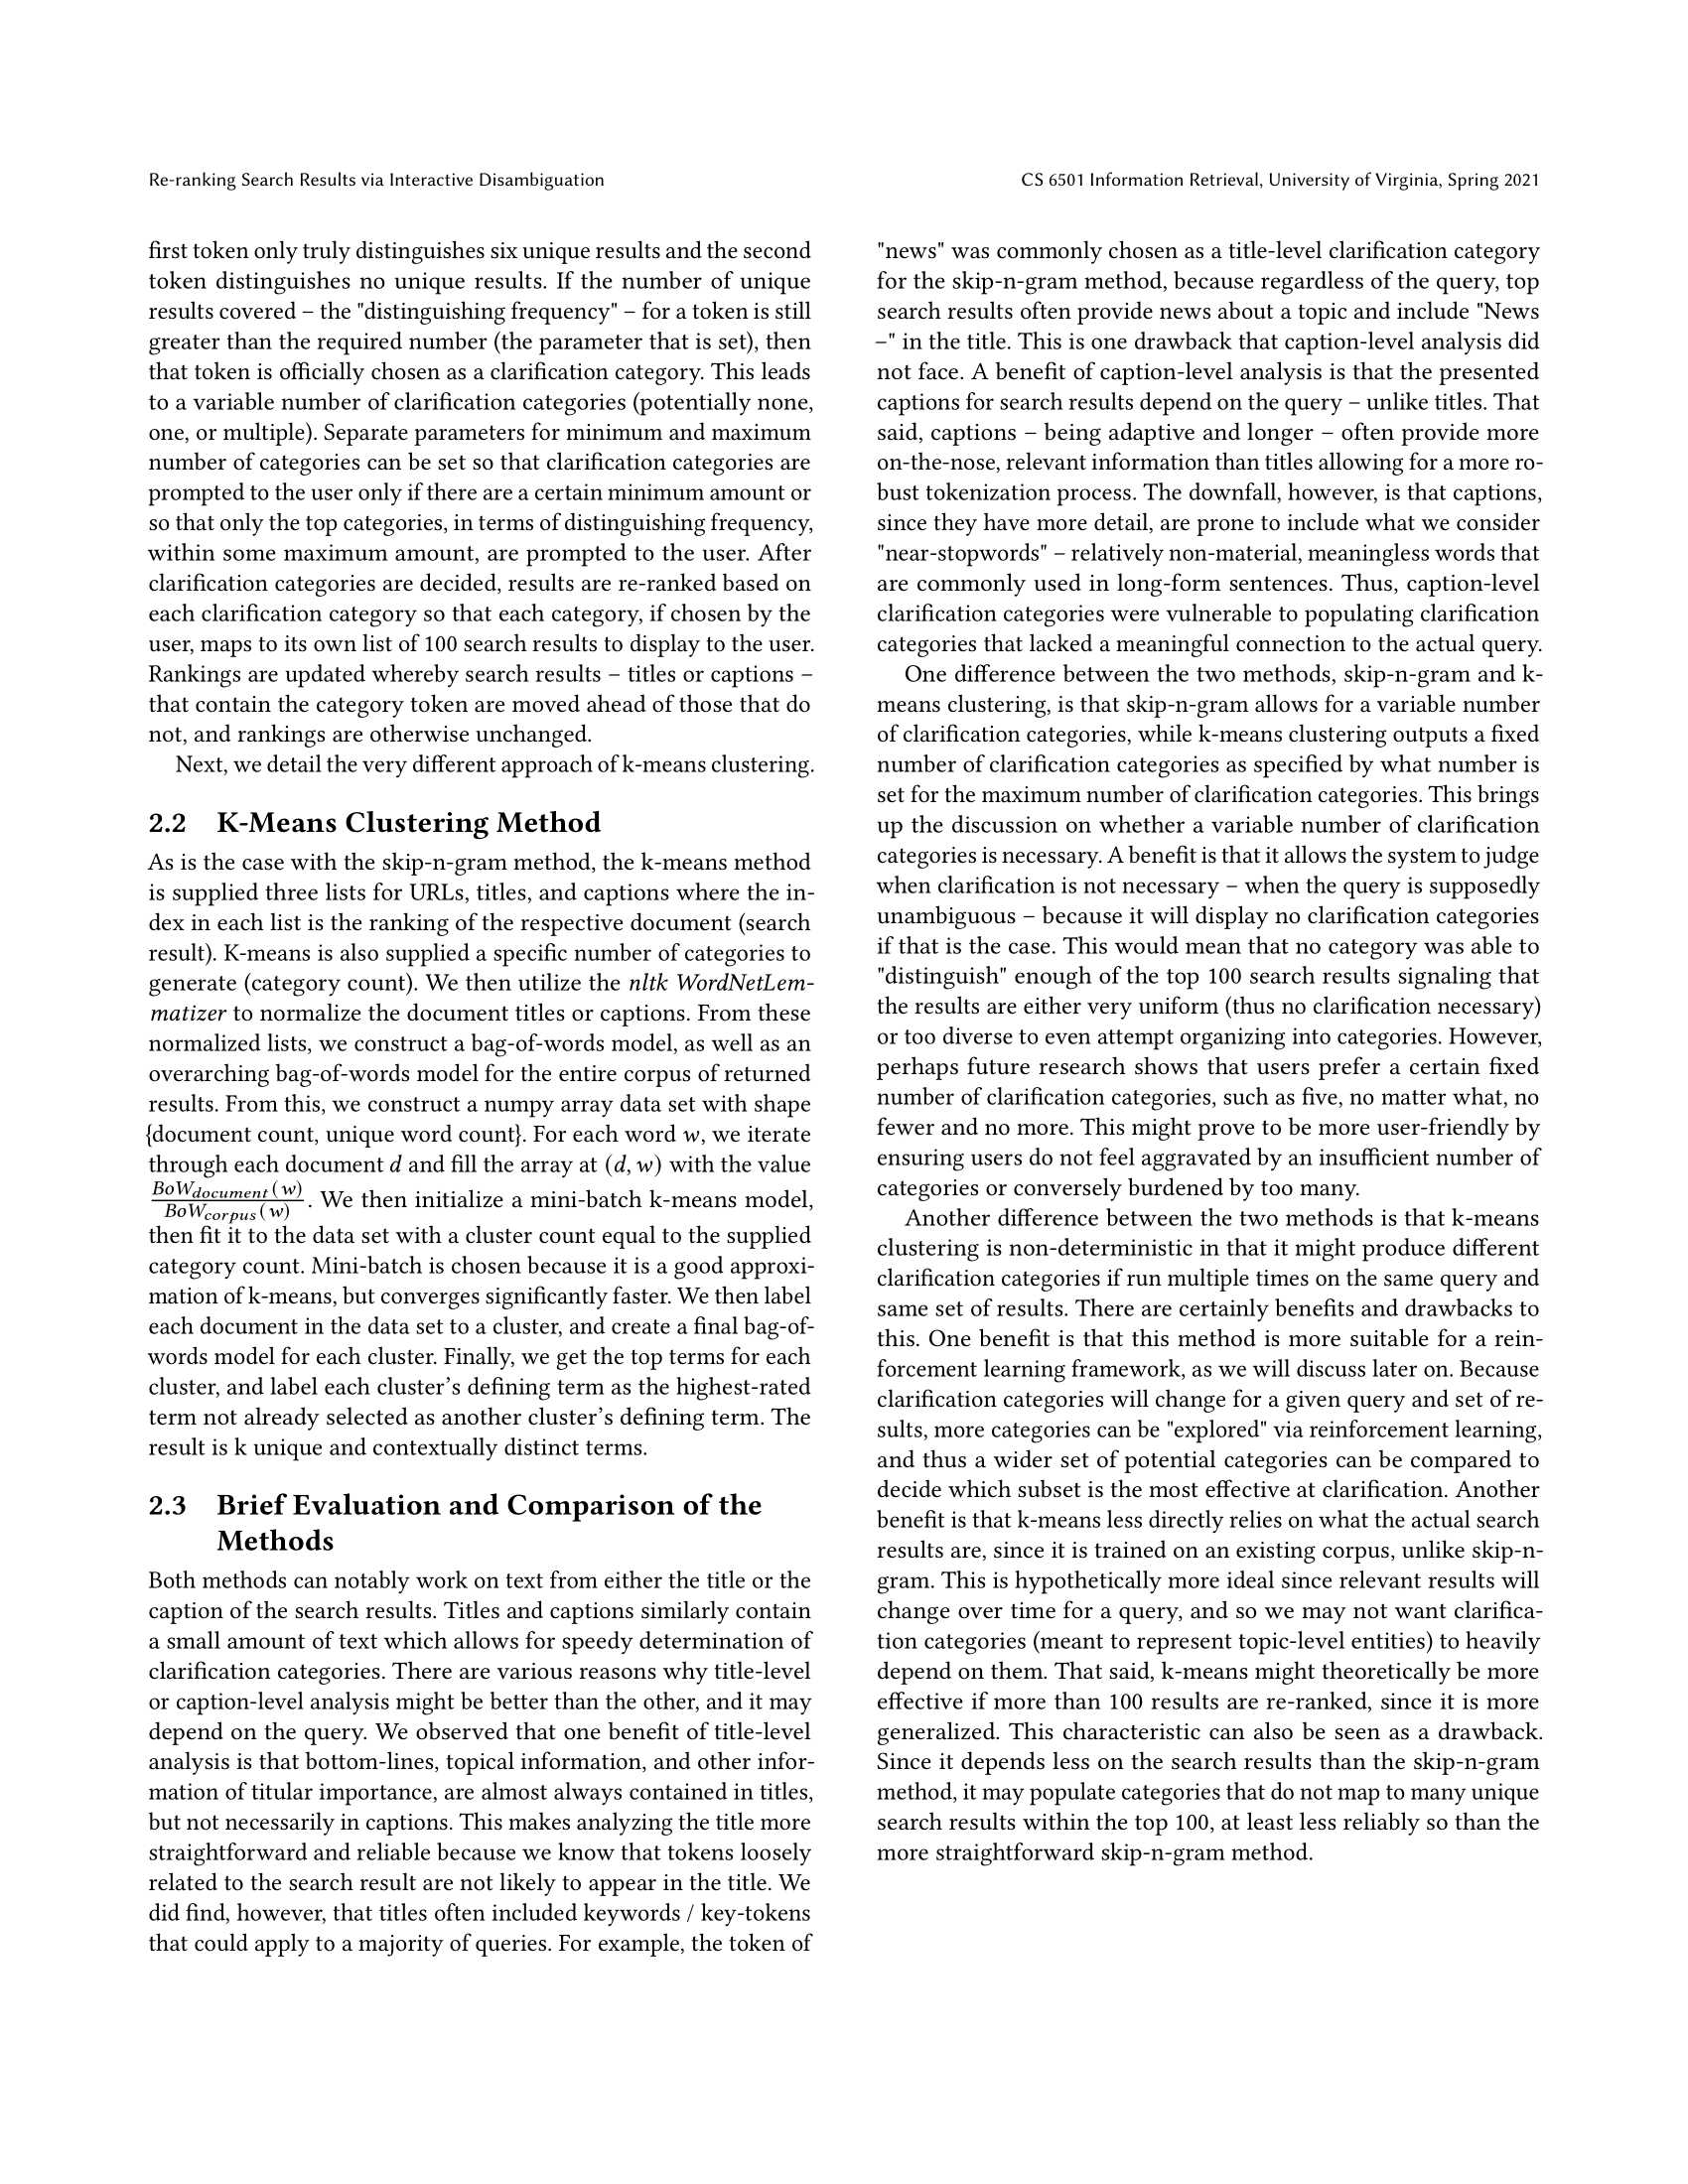 Re-ranking Search Results via Interactive Disambiguation
CS 6501 Information Retrieval, University of Virginia, Spring 2021
first token only truly distinguishes six unique results and the second
token distinguishes no unique results. If the number of unique
results covered – the "distinguishing frequency" – for a token is still
greater than the required number (the parameter that is set), then
that token is officially chosen as a clarification category. This leads
to a variable number of clarification categories (potentially none,
one, or multiple). Separate parameters for minimum and maximum
number of categories can be set so that clarification categories are
prompted to the user only if there are a certain minimum amount or
so that only the top categories, in terms of distinguishing frequency,
within some maximum amount, are prompted to the user. After
clarification categories are decided, results are re-ranked based on
each clarification category so that each category, if chosen by the
user, maps to its own list of 100 search results to display to the user.
Rankings are updated whereby search results – titles or captions –
that contain the category token are moved ahead of those that do
not, and rankings are otherwise unchanged.
Next, we detail the very different approach of k-means clustering.
2.2 K-Means Clustering Method
As is the case with the skip-n-gram method, the k-means method
is supplied three lists for URLs, titles, and captions where the in-
dex in each list is the ranking of the respective document (search
result). K-means is also supplied a specific number of categories to
generate (category count). We then utilize the nltk WordNetLem-
matizer to normalize the document titles or captions. From these
normalized lists, we construct a bag-of-words model, as well as an
overarching bag-of-words model for the entire corpus of returned
results. From this, we construct a numpy array data set with shape
{document count, unique word count}. For each word w, we iterate
through each document d and fill the array at (d, w) with the value
BoW_document(w)/BoW_corpus(w). We then initialize a mini-batch k-means model,
then fit it to the data set with a cluster count equal to the supplied
category count. Mini-batch is chosen because it is a good approxi-
mation of k-means, but converges significantly faster. We then label
each document in the data set to a cluster, and create a final bag-of-
words model for each cluster. Finally, we get the top terms for each
cluster, and label each cluster's defining term as the highest-rated
term not already selected as another cluster's defining term. The
result is k unique and contextually distinct terms.
2.3 Brief Evaluation and Comparison of the
Methods
Both methods can notably work on text from either the title or the
caption of the search results. Titles and captions similarly contain
a small amount of text which allows for speedy determination of
clarification categories. There are various reasons why title-level
or caption-level analysis might be better than the other, and it may
depend on the query. We observed that one benefit of title-level
analysis is that bottom-lines, topical information, and other infor-
mation of titular importance, are almost always contained in titles,
but not necessarily in captions. This makes analyzing the title more
straightforward and reliable because we know that tokens loosely
related to the search result are not likely to appear in the title. We
did find, however, that titles often included keywords / key-tokens
that could apply to a majority of queries. For example, the token of
"news" was commonly chosen as a title-level clarification category
for the skip-n-gram method, because regardless of the query, top
search results often provide news about a topic and include "News
–" in the title. This is one drawback that caption-level analysis did
not face. A benefit of caption-level analysis is that the presented
captions for search results depend on the query – unlike titles. That
said, captions – being adaptive and longer – often provide more
on-the-nose, relevant information than titles allowing for a more ro-
bust tokenization process. The downfall, however, is that captions,
since they have more detail, are prone to include what we consider
"near-stopwords" – relatively non-material, meaningless words that
are commonly used in long-form sentences. Thus, caption-level
clarification categories were vulnerable to populating clarification
categories that lacked a meaningful connection to the actual query.
One difference between the two methods, skip-n-gram and k-
means clustering, is that skip-n-gram allows for a variable number
of clarification categories, while k-means clustering outputs a fixed
number of clarification categories as specified by what number is
set for the maximum number of clarification categories. This brings
up the discussion on whether a variable number of clarification
categories is necessary. A benefit is that it allows the system to judge
when clarification is not necessary – when the query is supposedly
unambiguous – because it will display no clarification categories
if that is the case. This would mean that no category was able to
"distinguish" enough of the top 100 search results signaling that
the results are either very uniform (thus no clarification necessary)
or too diverse to even attempt organizing into categories. However,
perhaps future research shows that users prefer a certain fixed
number of clarification categories, such as five, no matter what, no
fewer and no more. This might prove to be more user-friendly by
ensuring users do not feel aggravated by an insufficient number of
categories or conversely burdened by too many.
Another difference between the two methods is that k-means
clustering is non-deterministic in that it might produce different
clarification categories if run multiple times on the same query and
same set of results. There are certainly benefits and drawbacks to
this. One benefit is that this method is more suitable for a rein-
forcement learning framework, as we will discuss later on. Because
clarification categories will change for a given query and set of re-
sults, more categories can be "explored" via reinforcement learning,
and thus a wider set of potential categories can be compared to
decide which subset is the most effective at clarification. Another
benefit is that k-means less directly relies on what the actual search
results are, since it is trained on an existing corpus, unlike skip-n-
gram. This is hypothetically more ideal since relevant results will
change over time for a query, and so we may not want clarifica-
tion categories (meant to represent topic-level entities) to heavily
depend on them. That said, k-means might theoretically be more
effective if more than 100 results are re-ranked, since it is more
generalized. This characteristic can also be seen as a drawback.
Since it depends less on the search results than the skip-n-gram
method, it may populate categories that do not map to many unique
search results within the top 100, at least less reliably so than the
more straightforward skip-n-gram method.